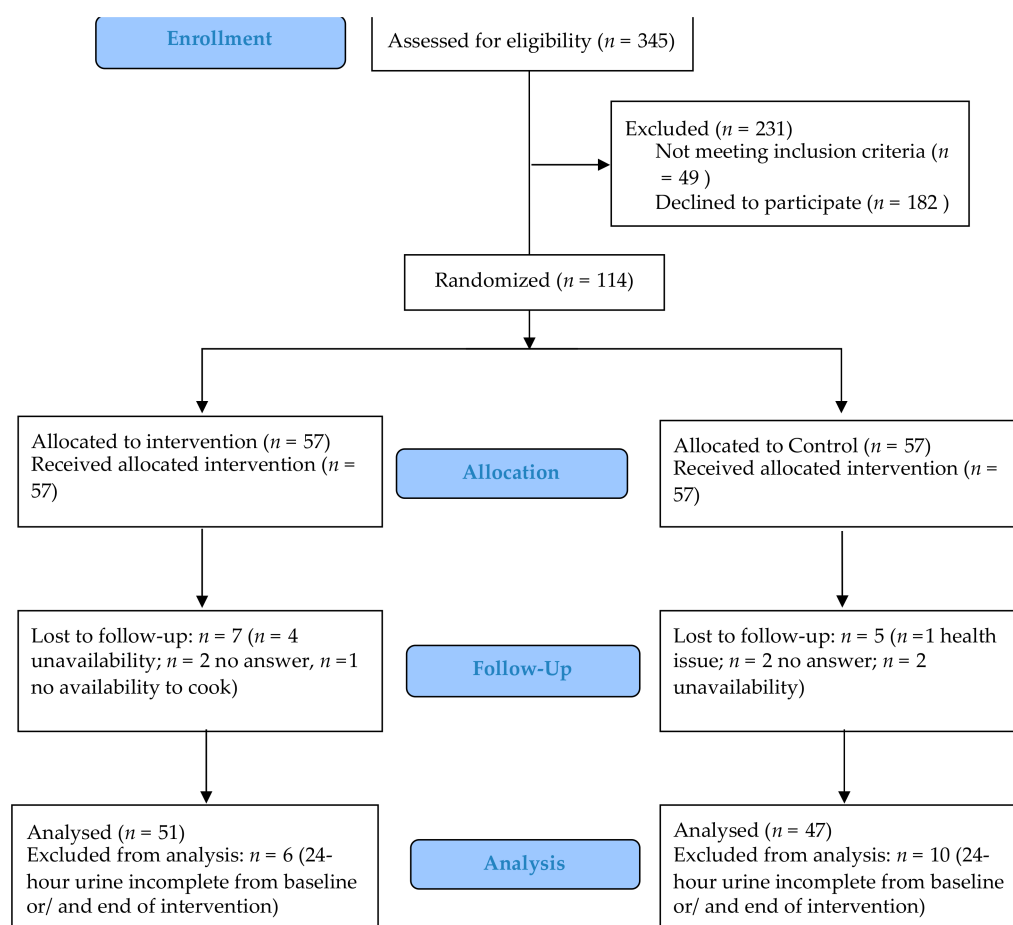 Enrollment
Assessed for eligibility (n = 345)
Excluded (n = 231)
Not meeting inclusion criteria (n
= 49 )
Declined to participate (n = 182 )
Randomized (n = 114)
Allocated to intervention (n = 57)
Received allocated intervention (n =
57)
Allocation
Allocated to Control (n = 57)
Received allocated intervention (n =
57)
Lost to follow-up: n = 7 (n = 4
unavailability; n = 2 no answer, n =1
no availability to cook)
Follow-Up
Lost to follow-up: n = 5 (n =1 health
issue; n = 2 no answer; n = 2
unavailability)
Analysed (n = 51)
Excluded from analysis: n = 6 (24-
hour urine incomplete from baseline
or/ and end of intervention)
Analysis
Analysed (n = 47)
Excluded from analysis: n = 10 (24-
hour urine incomplete from baseline
or/ and end of intervention)